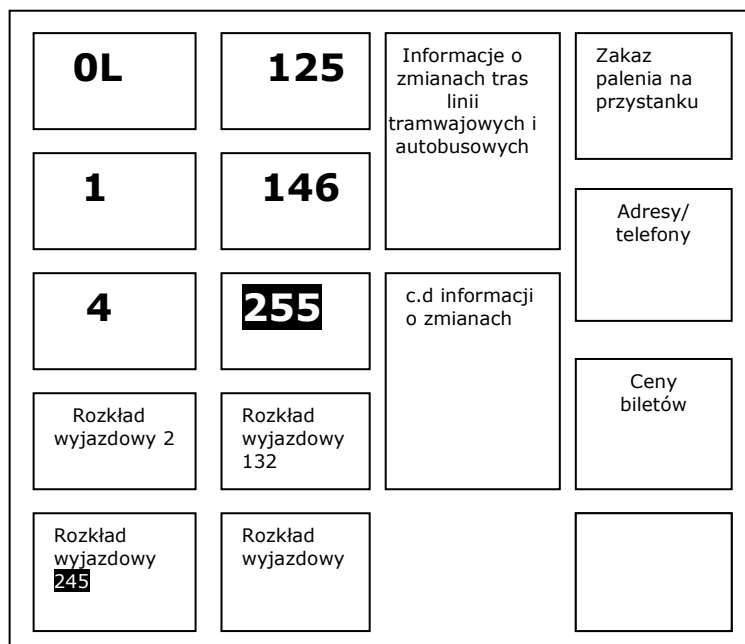 0L
125
Informacje o
zmianach tras
linii
tramwajowych i
autobusowych
Zakaz
palenia na
przystanku
1
146
Adresy/
telefony
4
255
c.d informacji
o zmianach
Ceny
biletów
Rozkład
wyjazdowy 2
Rozkład
wyjazdowy
132
Rozkład
wyjazdowy
245
Rozkład
wyjazdowy